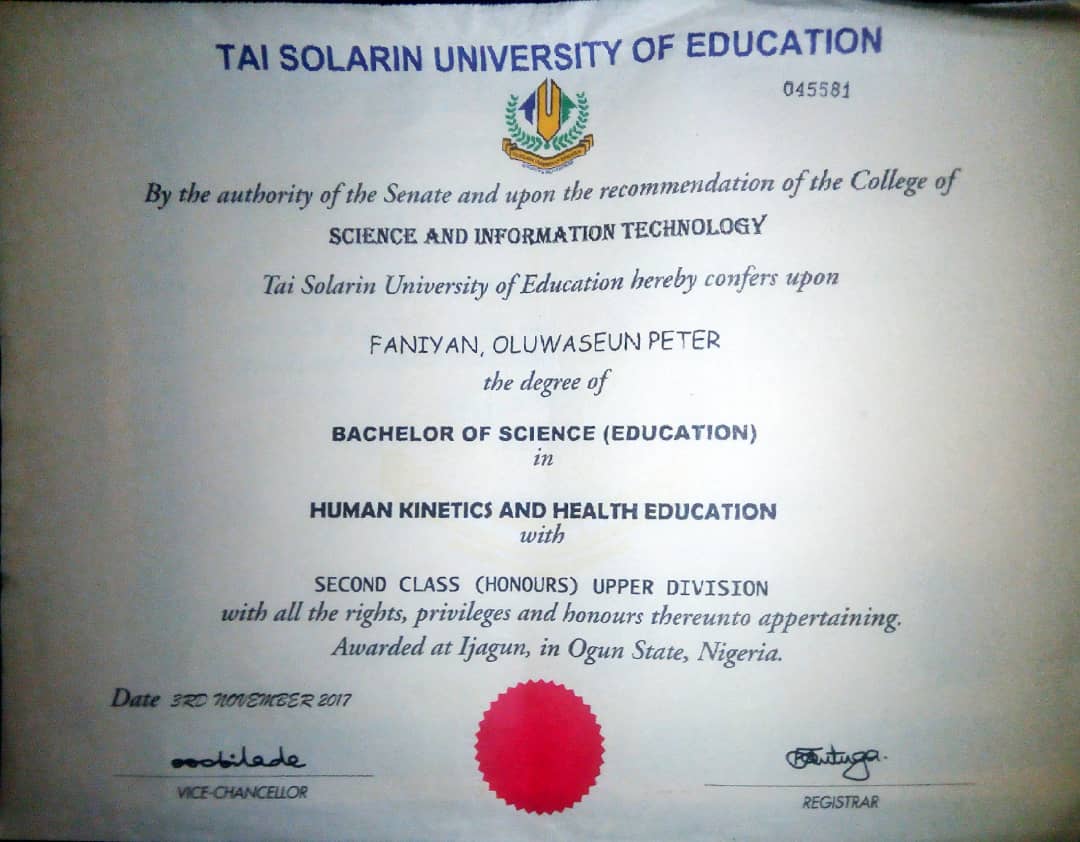 TAI SOLARIN UNIVERSITY OF EDUCATION
045581
By the authority of the Senate and upon the recommendation of the College of
SCIENCE AND INFORMATION TECHNOLOGY
Tai Solarin University of Education hereby confers upon
FANIYAN, OLUWASEUN PETER
the degree of
BACHELOR OF SCIENCE (EDUCATION)
in
HUMAN KINETICS AND HEALTH EDUCATION
with
SECOND CLASS (HONOURS) UPPER DIVISION
with all the rights, privileges and honours thereunto appertaining.
Awarded at Ijagun, in Ogun State, Nigeria.
Date 3RD NOVEMBER 2017
VICE-CHANCELLOR
REGISTRAR